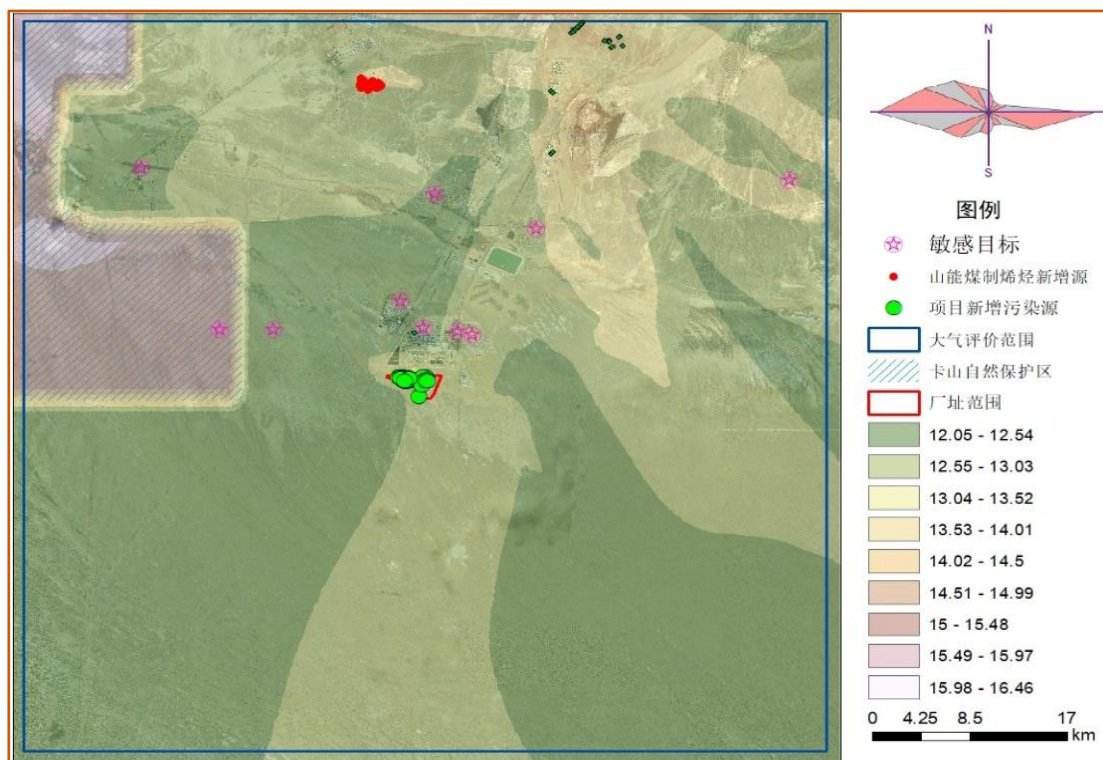 N
S
图例
敏感目标
山能煤制烯烃新增源
项目新增污染源
大气评价范围
卡山自然保护区
厂址范围
12.05 - 12.54
12.55 - 13.03
13.04 - 13.52
13.53 - 14.01
14.02 - 14.5
14.51 - 14.99
15 - 15.48
15.49 - 15.97
15.98 - 16.46
0 4.25 8.5 17
km